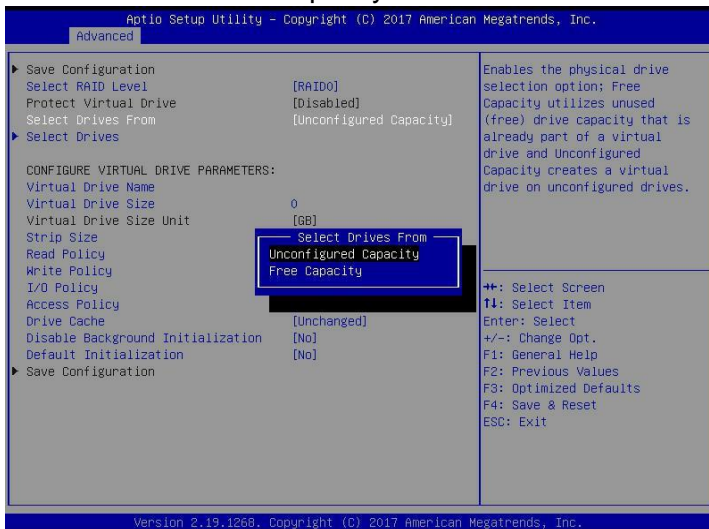 Aptio Setup Utility – Copyright (C) 2017 American Megatrends, Inc.
Advanced
Save Configuration
Select RAID Level [RAID0]
Protect Virtual Drive [Disabled]
Select Drives From [Unconfigured Capacity]
Select Drives
CONFIGURE VIRTUAL DRIVE PARAMETERS:
Virtual Drive Name
Virtual Drive Size 0
Virtual Drive Size Unit [GB]
Strip Size
Read Policy
Write Policy
I/O Policy
Access Policy
Drive Cache [Unchanged]
Disable Background Initialization [No]
Default Initialization [No]
Save Configuration
Select Drives From
Unconfigured Capacity
Free Capacity
Enables the physical drive
selection option; Free
Capacity utilizes unused
(free) drive capacity that is
already part of a virtual
drive and Unconfigured
Capacity creates a virtual
drive on unconfigured drives.
→←: Select Screen
↑↓: Select Item
Enter: Select
+/-: Change Opt.
F1: General Help
F2: Previous Values
F3: Optimized Defaults
F4: Save & Reset
ESC: Exit
Version 2.19.1268. Copyright (C) 2017 American Megatrends, Inc.